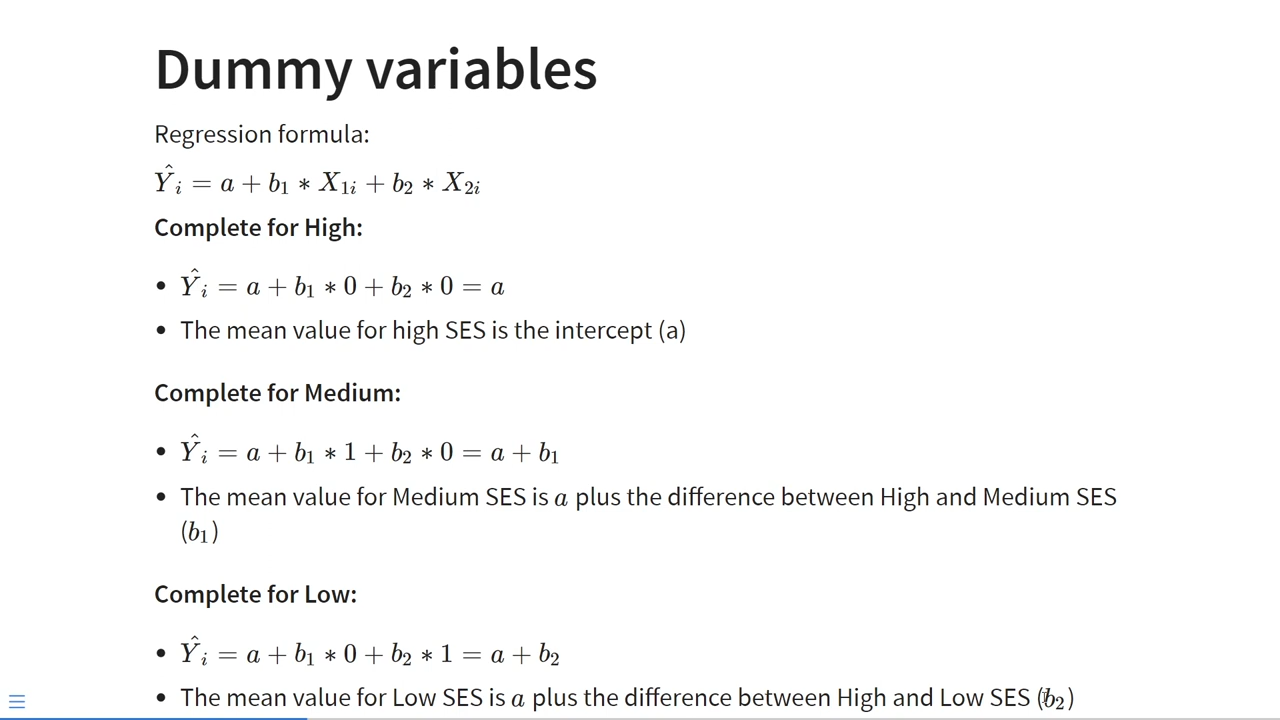 Dummy variables
Regression formula:
Ŷᵢ = a + b₁ ∗ X₁ᵢ + b₂ ∗ X₂ᵢ
Complete for High:
• Ŷᵢ = a + b₁ ∗ 0 + b₂ ∗ 0 = a
• The mean value for high SES is the intercept (a)
Complete for Medium:
• Ŷᵢ = a + b₁ ∗ 1 + b₂ ∗ 0 = a + b₁
• The mean value for Medium SES is a plus the difference between High and Medium SES
(b₁)
Complete for Low:
• Ŷᵢ = a + b₁ ∗ 0 + b₂ ∗ 1 = a + b₂
• The mean value for Low SES is a plus the difference between High and Low SES (b₂)